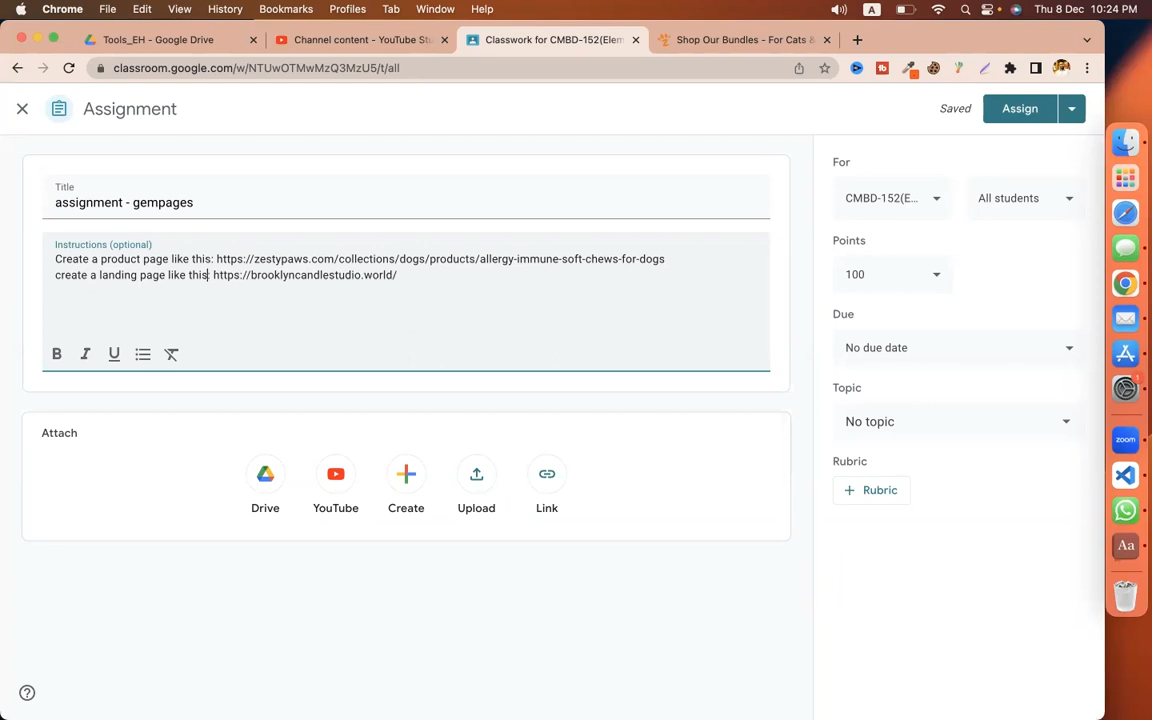 Chrome File Edit View History Bookmarks Profiles Tab Window Help A Thu 8 Dec 10:24 PM
Tools_EH - Google Drive Channel content - YouTube Stu Classwork for CMBD-152(Elem Shop Our Bundles - For Cats &
classroom.google.com/w/NTUwOTMwMzQ3MzU5/t/all
Assignment Saved Assign
Title
assignment - gempages
Instructions (optional)
Create a product page like this: https://zestypaws.com/collections/dogs/products/allergy-immune-soft-chews-for-dogs
create a landing page like this: https://brooklyncandlestudio.world/
B I U
Attach
Drive YouTube Create Upload Link
For
CMBD-152(E... All students
Points
100
Due
No due date
Topic
No topic
Rubric
+ Rubric
zoom
Aa